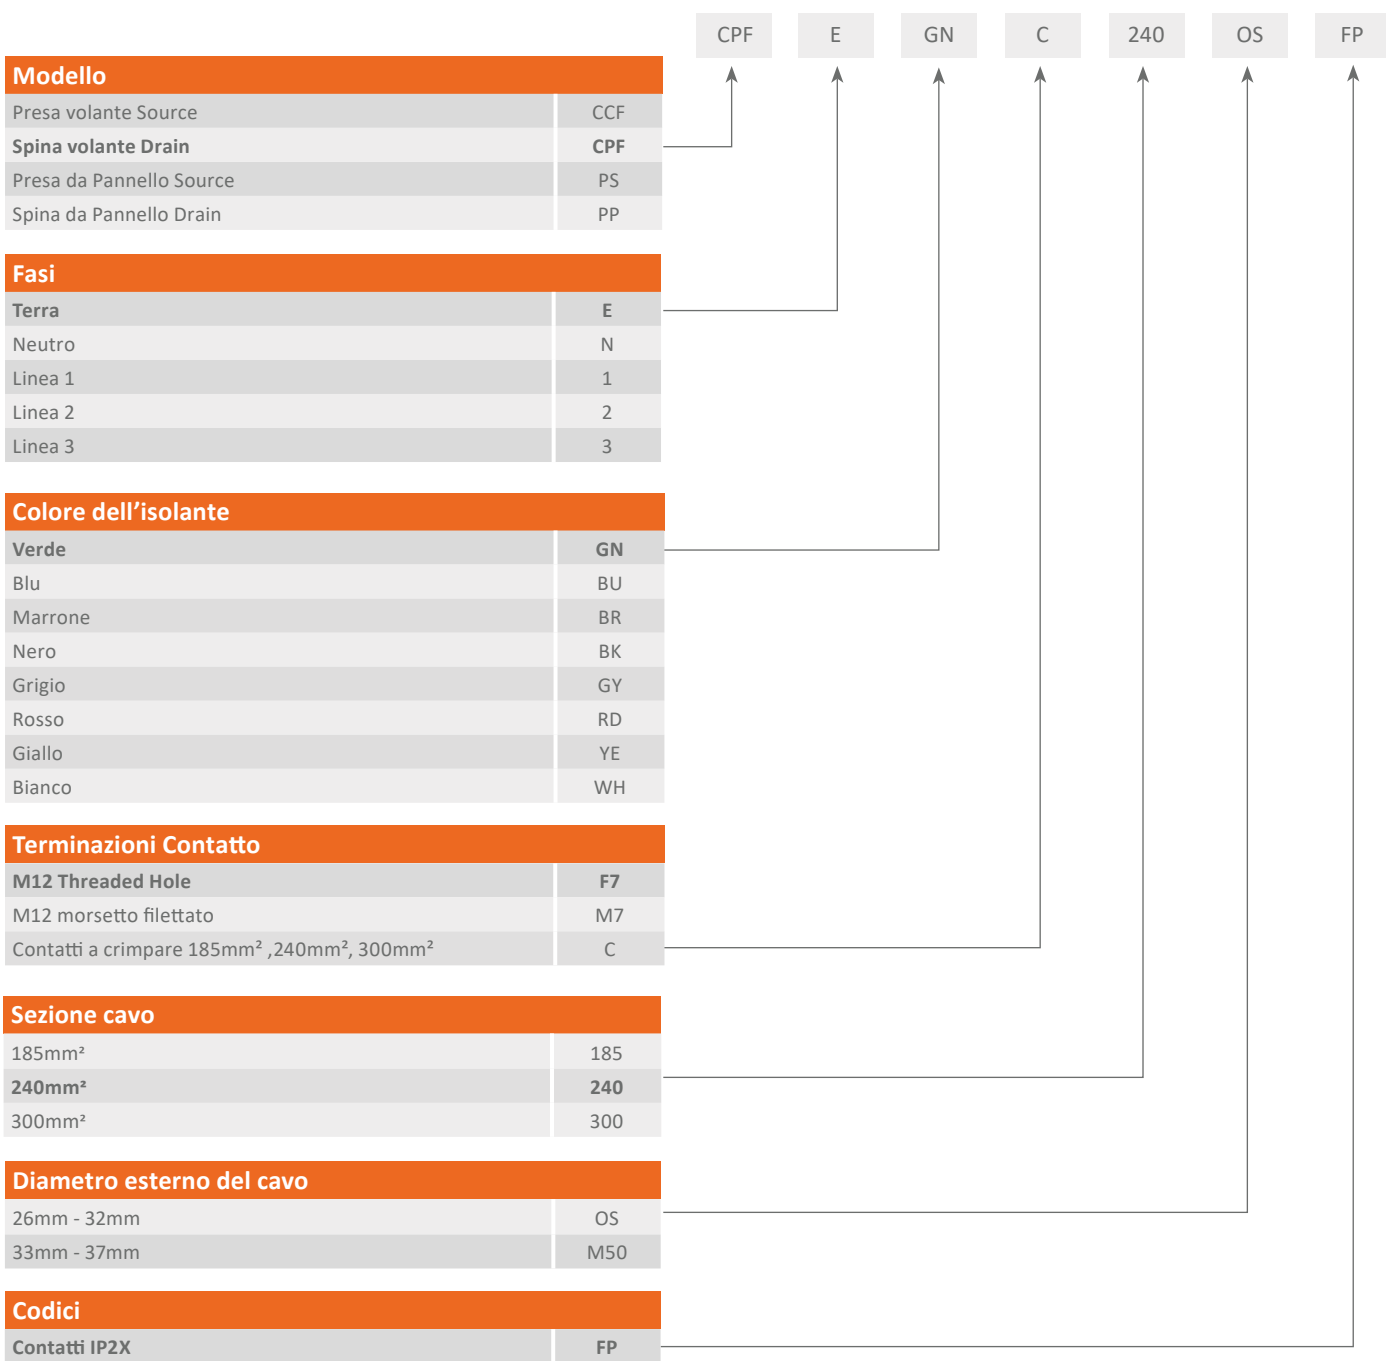 CPF E GN C 240 OS FP
Modello
Presa volante Source CCF
Spina volante Drain CPF
Presa da Pannello Source PS
Spina da Pannello Drain PP
Fasi
Terra E
Neutro N
Linea 1 1
Linea 2 2
Linea 3 3
Colore dell’isolante
Verde GN
Blu BU
Marrone BR
Nero BK
Grigio GY
Rosso RD
Giallo YE
Bianco WH
Terminazioni Contatto
M12 Threaded Hole F7
M12 morsetto filettato M7
Contatti a crimpare 185mm² ,240mm², 300mm² C
Sezione cavo
185mm² 185
240mm² 240
300mm² 300
Diametro esterno del cavo
26mm - 32mm OS
33mm - 37mm M50
Codici
Contatti IP2X FP